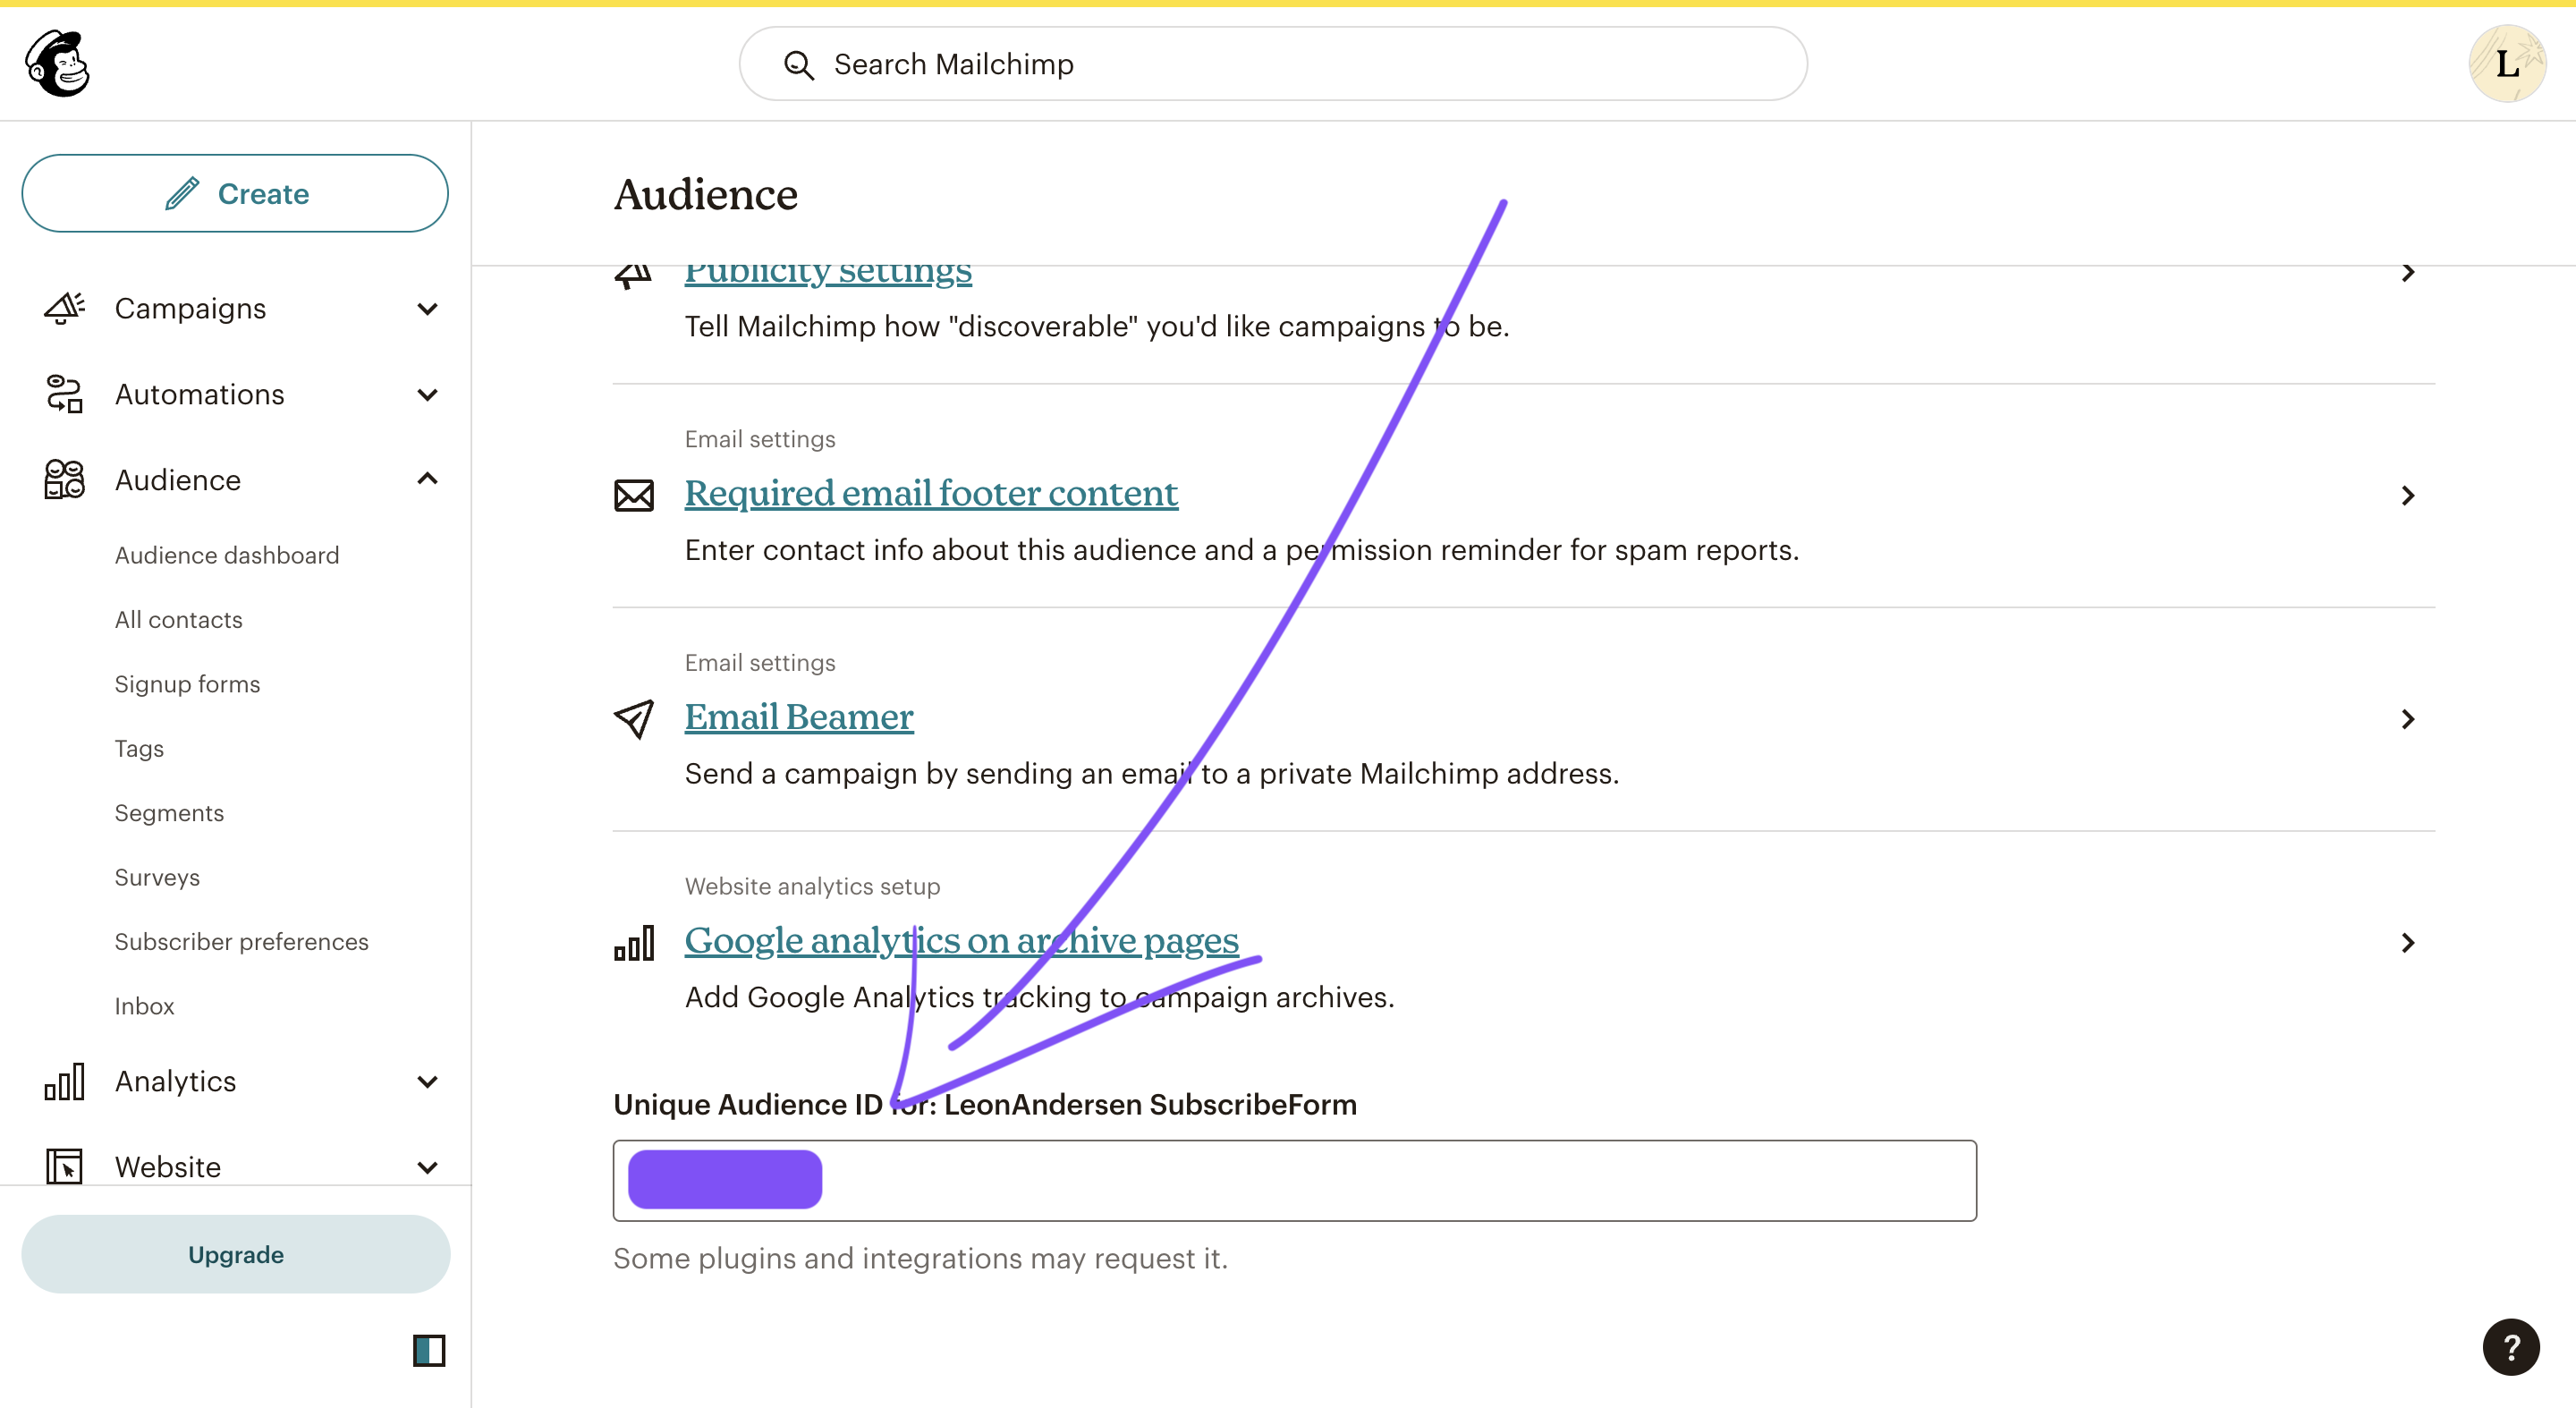 Search Mailchimp
L
Create
Campaigns
Automations
Audience
Audience dashboard
All contacts
Signup forms
Tags
Segments
Surveys
Subscriber preferences
Inbox
Analytics
Website
Upgrade
Audience
Publicity settings
Tell Mailchimp how "discoverable" you'd like campaigns to be.
Email settings
Required email footer content
Enter contact info about this audience and a permission reminder for spam reports.
Email settings
Email Beamer
Send a campaign by sending an email to a private Mailchimp address.
Website analytics setup
Google analytics on archive pages
Add Google Analytics tracking to campaign archives.
Unique Audience ID for: LeonAndersen SubscribeForm
Some plugins and integrations may request it.
?